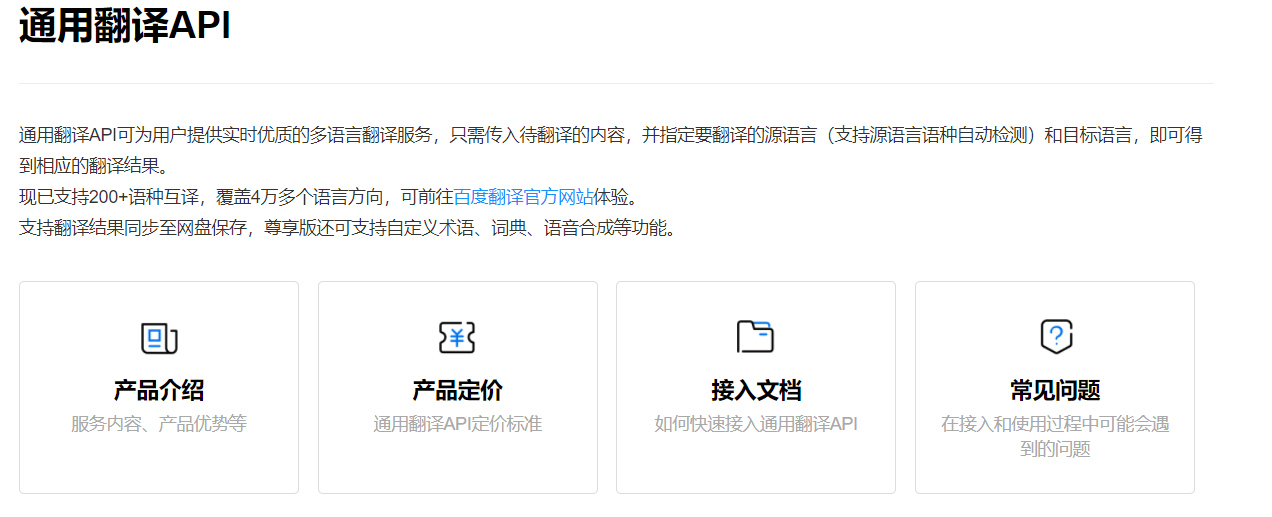 通用翻译API
通用翻译API可为用户提供实时优质的多语言翻译服务，只需传入待翻译的内容，并指定要翻译的源语言（支持源语言语种自动检测）和目标语言，即可得
到相应的翻译结果。
现已支持200+语种互译，覆盖4万多个语言方向，可前往百度翻译官方网站体验。
支持翻译结果同步至网盘保存，尊享版还可支持自定义术语、词典、语音合成等功能。
产品介绍
服务内容、产品优势等
产品定价
通用翻译API定价标准
接入文档
如何快速接入通用翻译API
常见问题
在接入和使用过程中可能会遇
到的问题